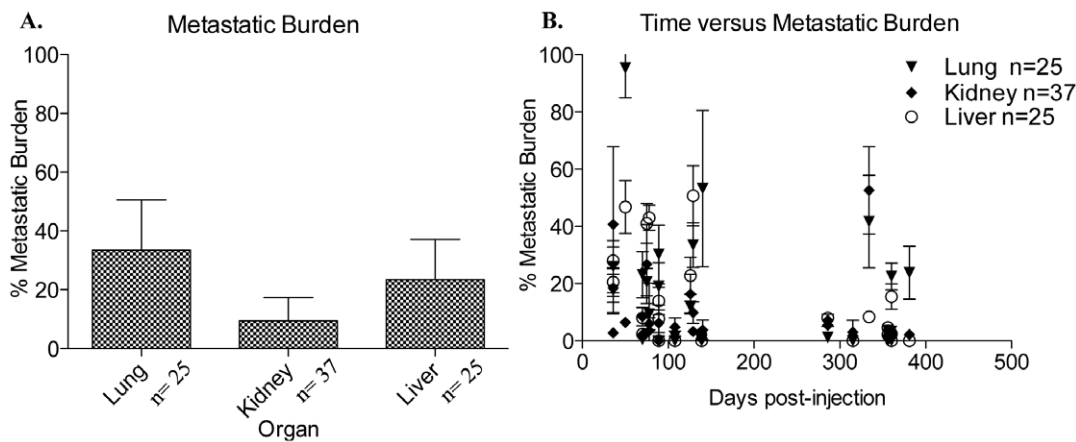 A.
Metastatic Burden
% Metastatic Burden
100
80
60
40
20
0
Lung
n= 25
Kidney
n= 37
Liver
n= 25
Organ
B.
Time versus Metastatic Burden
Lung n=25
Kidney n=37
Liver n=25
% Metastatic Burden
100
80
60
40
20
0
0
100
200
300
400
500
Days post-injection